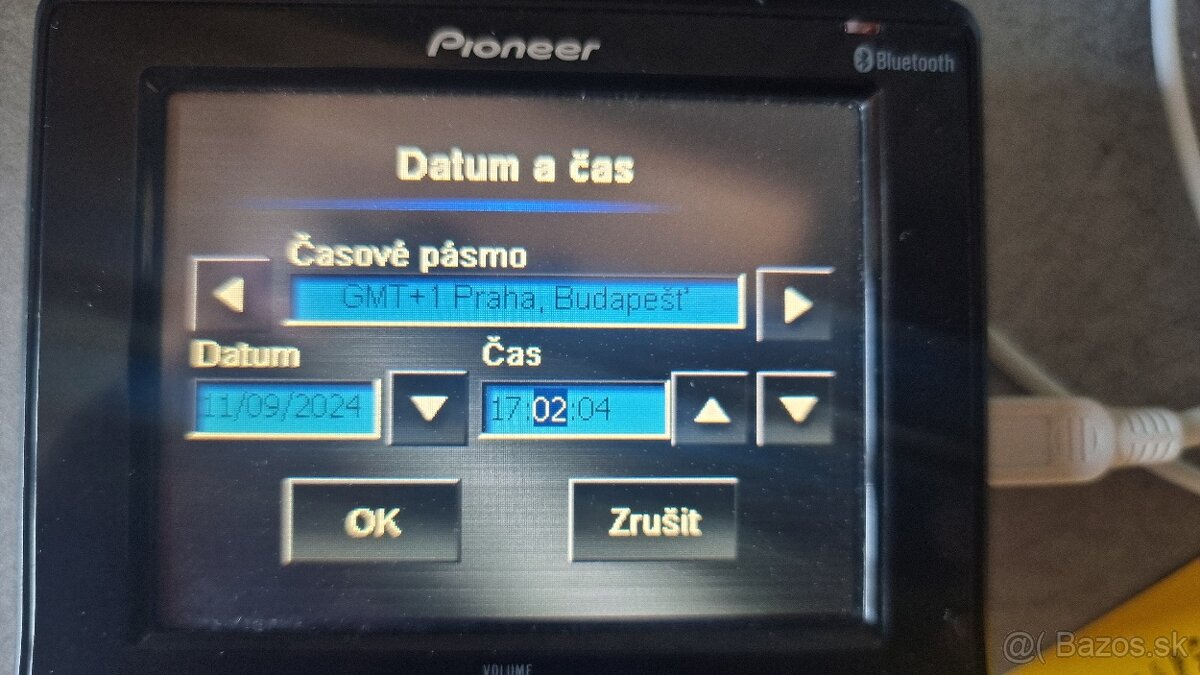 Pioneer
Bluetooth
Datum a čas
Časové pásmo
GMT+1 Praha, Budapešť
Datum
Čas
11/09/2024
17:02:04
OK
Zrušit
VOLUME
@( Bazos.sk